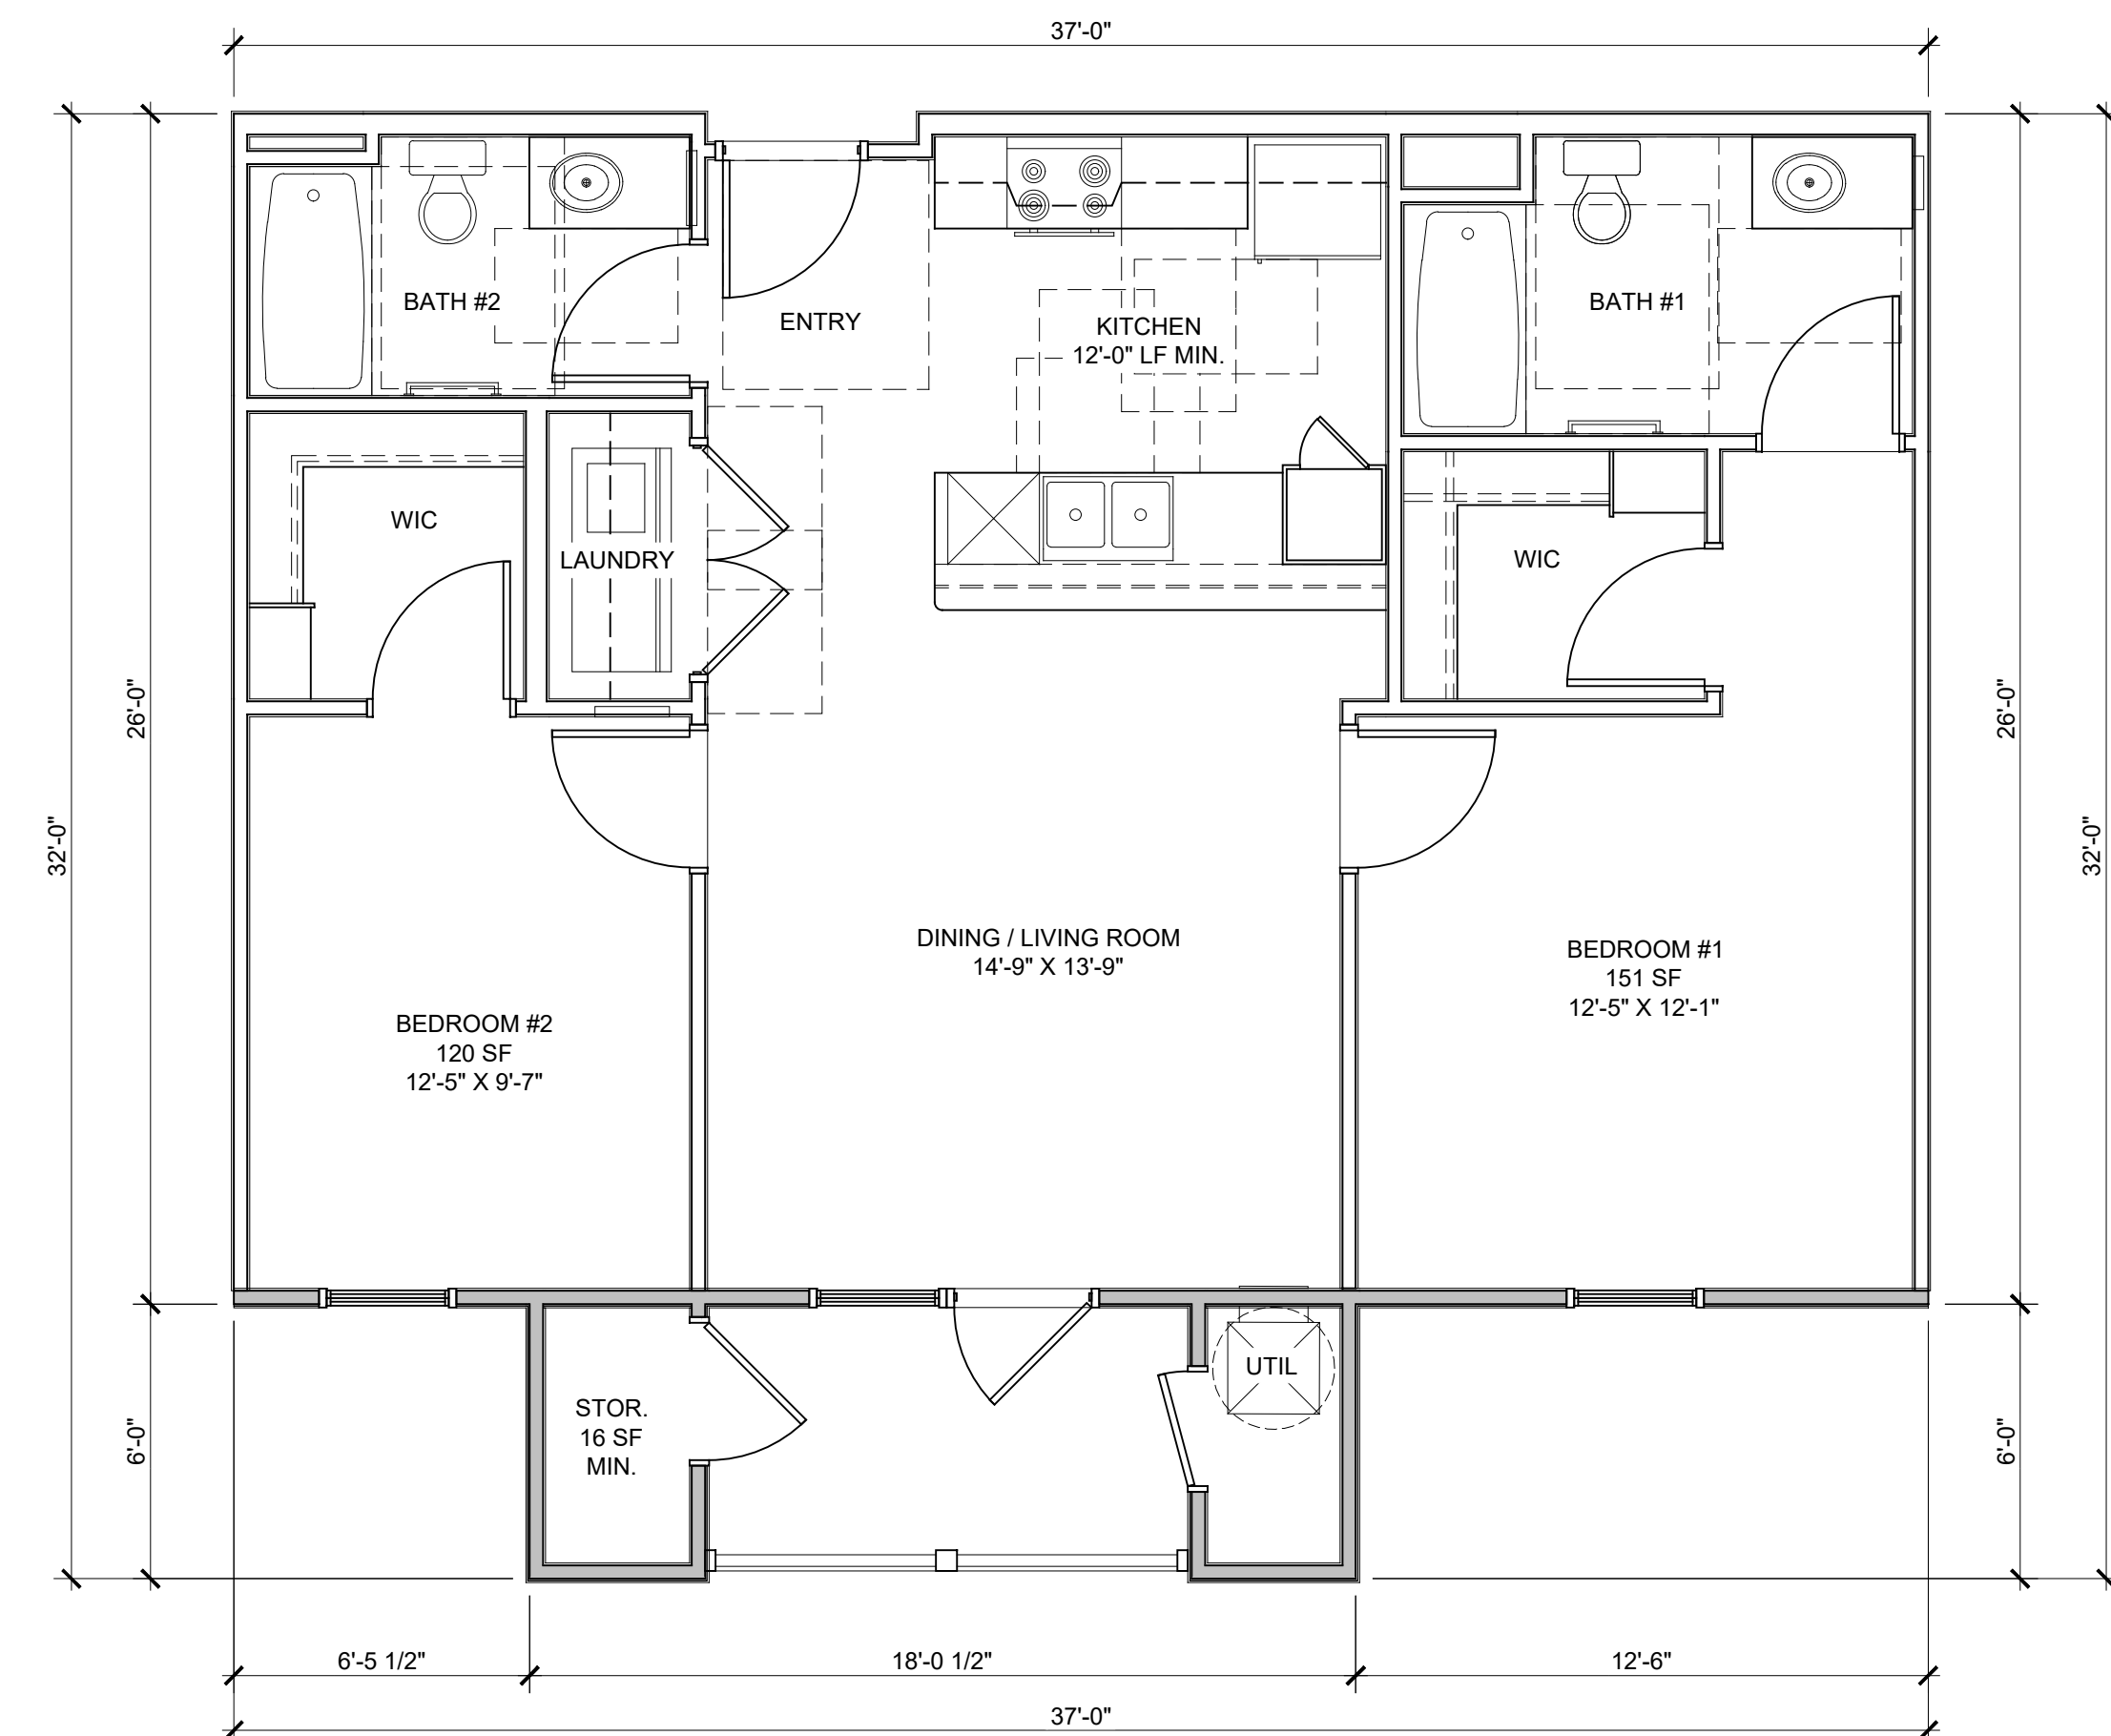 37'-0"
BATH #2
ENTRY
KITCHEN
12'-0" LF MIN.
BATH #1
WIC
LAUNDRY
WIC
26'-0"
26'-0"
32'-0"
32'-0"
DINING / LIVING ROOM
14'-9" X 13'-9"
BEDROOM #1
151 SF
12'-5" X 12'-1"
BEDROOM #2
120 SF
12'-5" X 9'-7"
UTIL
STOR.
16 SF
MIN.
6'-0"
6'-0"
6'-5 1/2"
18'-0 1/2"
12'-6"
37'-0"